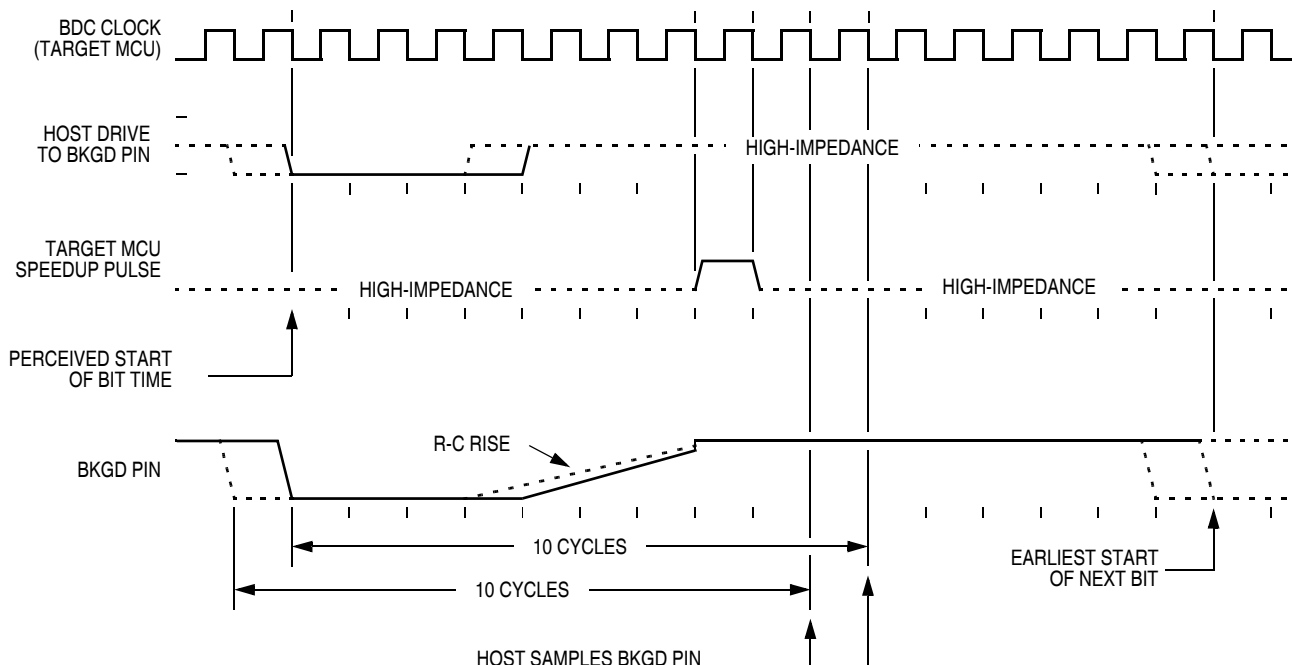 BDC CLOCK
(TARGET MCU)
HOST DRIVE
TO BKGD PIN
HIGH-IMPEDANCE
TARGET MCU
SPEEDUP PULSE
HIGH-IMPEDANCE
HIGH-IMPEDANCE
PERCEIVED START
OF BIT TIME
R-C RISE
BKGD PIN
10 CYCLES
EARLIEST START
OF NEXT BIT
10 CYCLES
HOST SAMPLES BKGD PIN